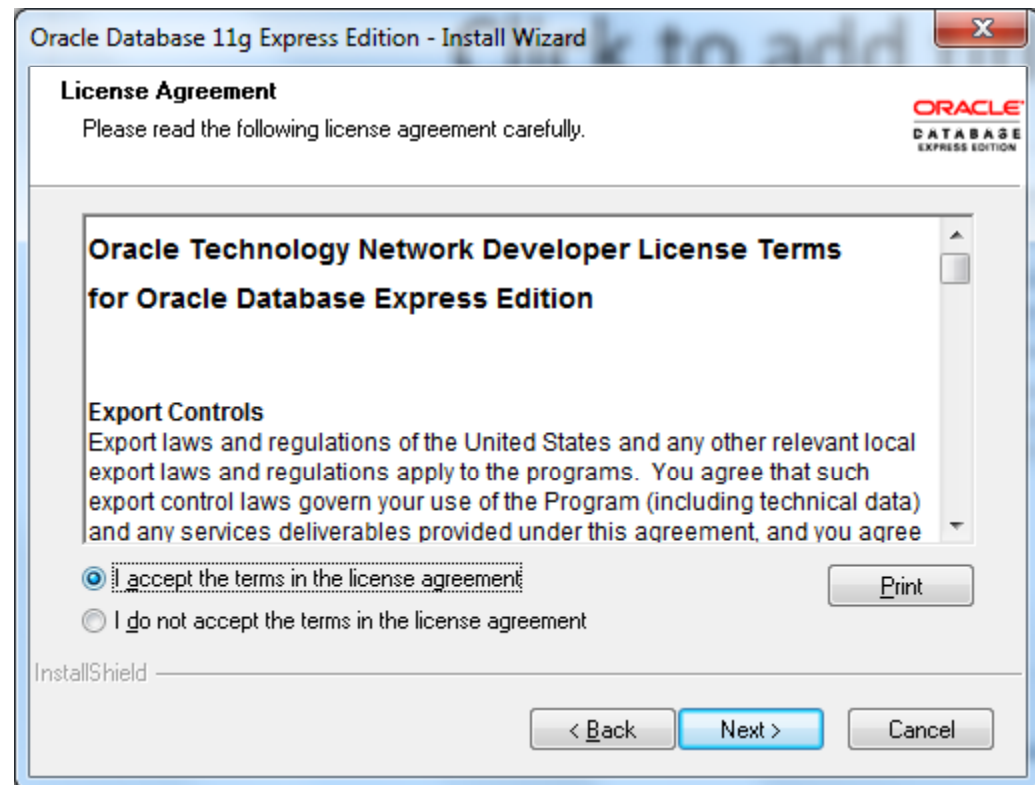 Click to add
Oracle Database 11g Express Edition - Install Wizard
License Agreement
Please read the following license agreement carefully.
ORACLE
DATABASE
EXPRESS EDITION
Oracle Technology Network Developer License Terms
for Oracle Database Express Edition
Export Controls
Export laws and regulations of the United States and any other relevant local
export laws and regulations apply to the programs.  You agree that such
export control laws govern your use of the Program (including technical data)
and any services deliverables provided under this agreement, and you agree
I accept the terms in the license agreement
Print
I do not accept the terms in the license agreement
InstallShield
< Back
Next >
Cancel